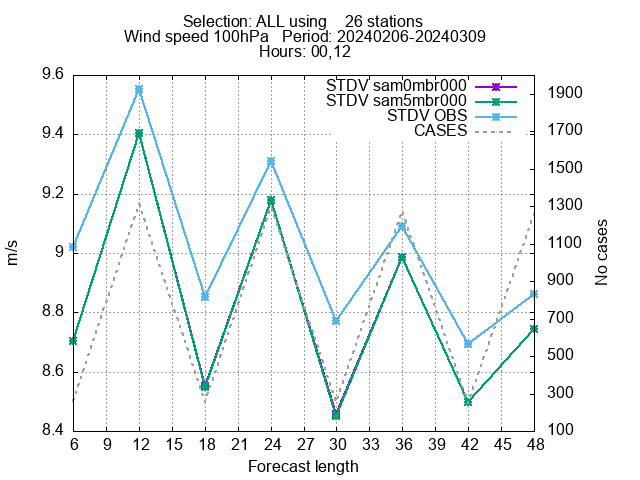 Selection: ALL using    26 stations
Wind speed 100hPa   Period: 20240206-20240309
Hours: 00,12
STDV sam0mbr000
STDV sam5mbr000
STDV OBS
CASES
9.6
9.4
9.2
9
8.8
8.6
8.4
m/s
1900
1700
1500
1300
1100
900
700
500
300
100
No cases
6 9 12 15 18 21 24 27 30 33 36 39 42 45 48
Forecast length